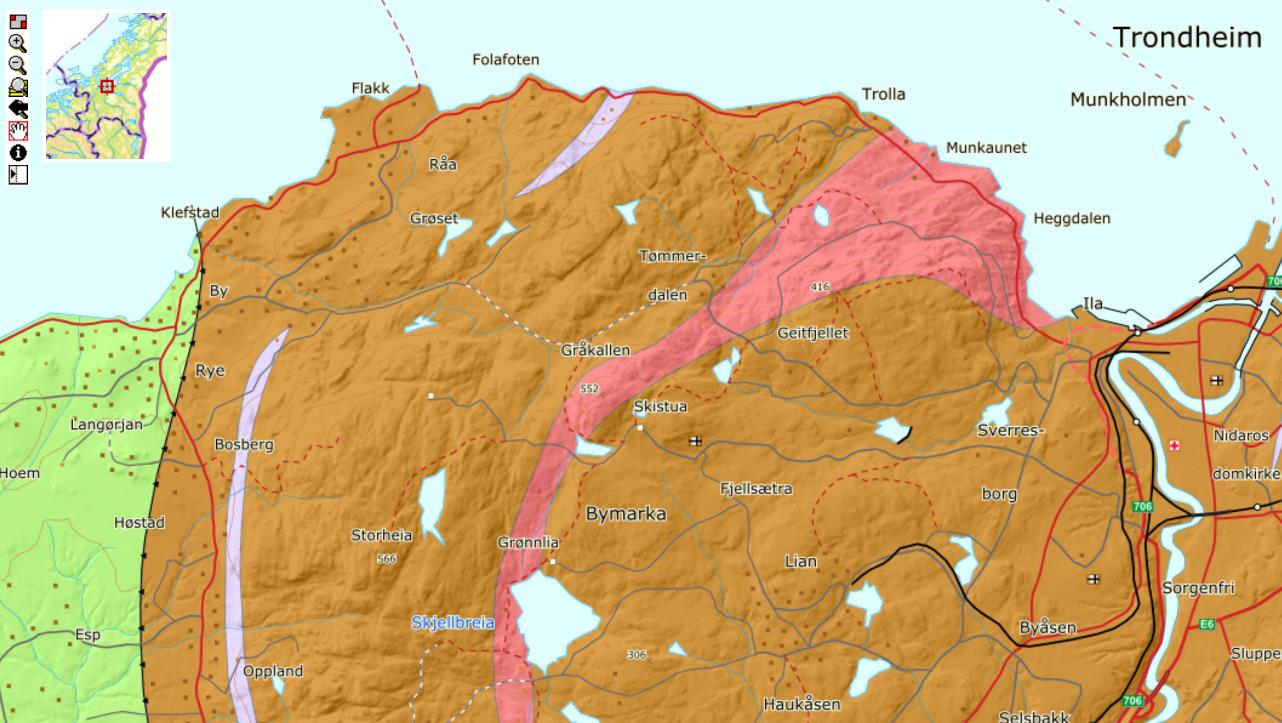 Trondheim
Folafoten
Flakk
Trolla
Munkholmen
Munkaunet
Råa
Klefstad
Grøset
Heggdalen
Tømmer-
dalen
By
416
706
Ila
Geitfjellet
Gråkallen
Rye
552
Skistua
Langørjan
Bosberg
Sverres-
borg
Nidaros
domkirke
Hoem
Fjellsætra
Høstad
Bymarka
706
Storheia
566
Grønnlia
Lian
Sorgenfri
Skjellbreia
E6
Esp
Byåsen
306
Sluppe
Oppland
Haukåsen
706
Selsbakk